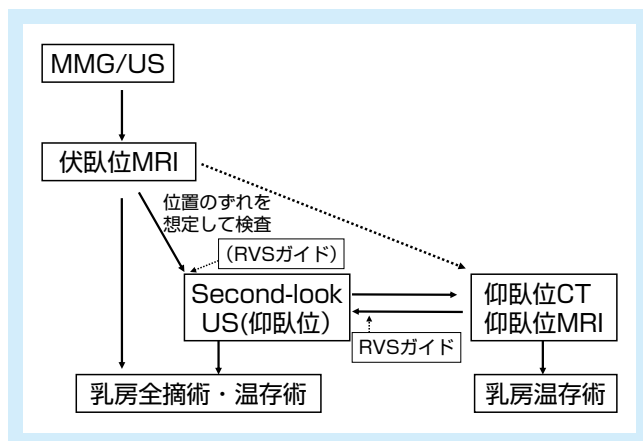 MMG/US
伏臥位MRI
位置のずれを
想定して検査
（RVSガイド）
Second-look
US(仰臥位）
仰臥位CT
仰臥位MRI
RVSガイド
乳房全摘術・温存術
乳房温存術